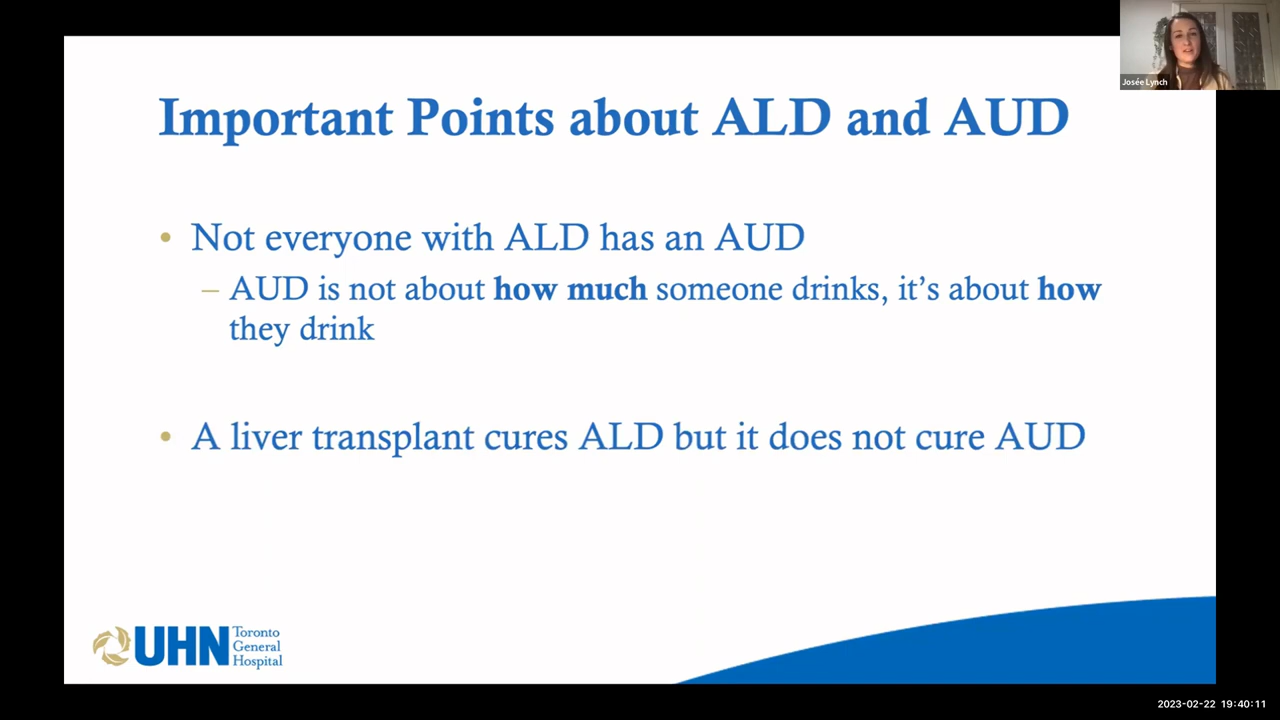 Josée Lynch
Important Points about ALD and AUD
• Not everyone with ALD has an AUD
– AUD is not about how much someone drinks, it's about how
they drink
• A liver transplant cures ALD but it does not cure AUD
UHN
Toronto
General
Hospital
2023-02-22 19:40:11